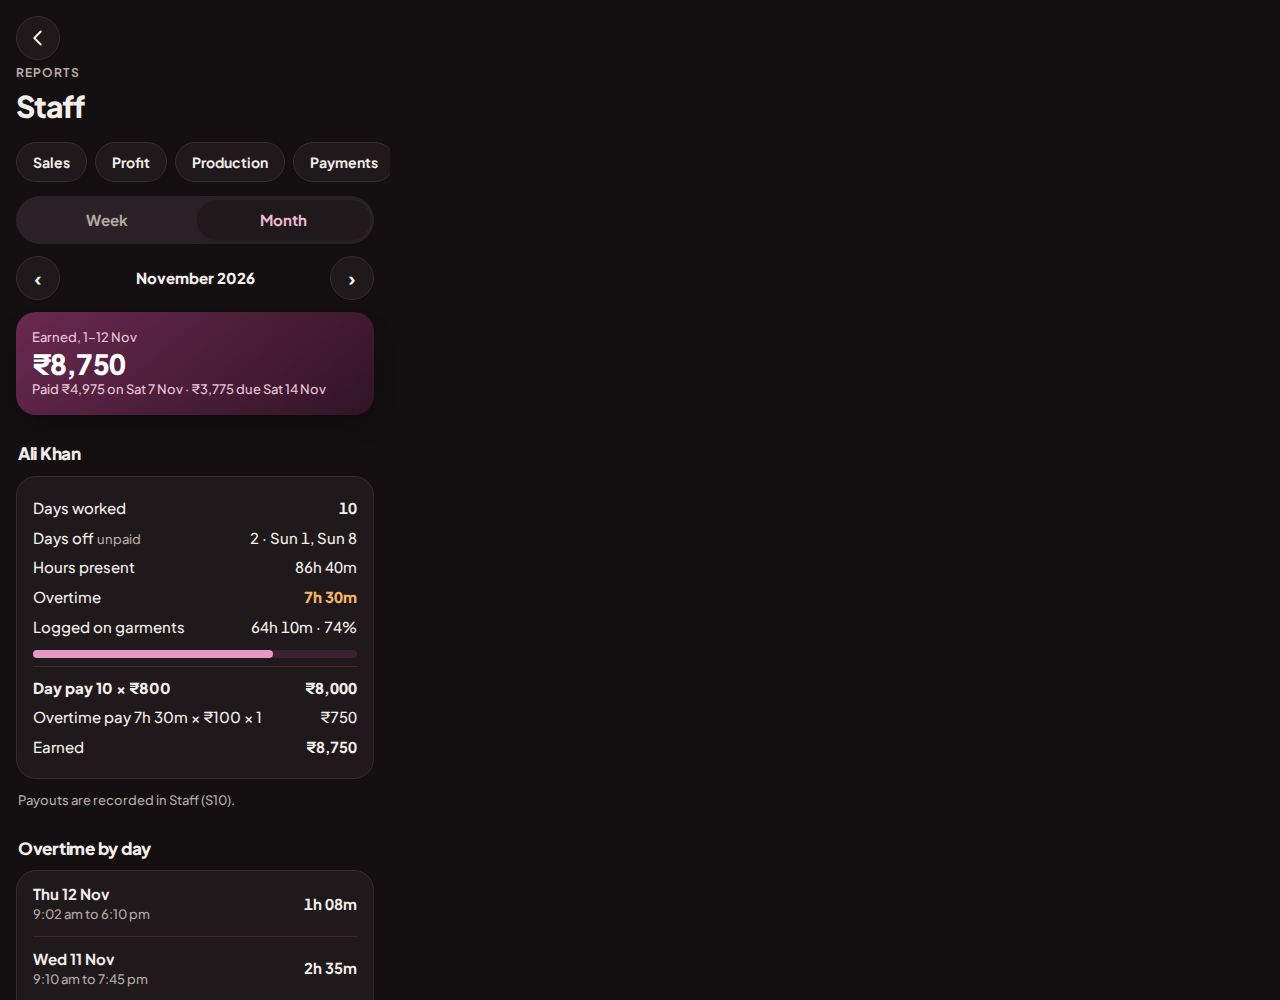 REPORTS
Staff
Sales
Profit
Production
Payments
Week
Month
‹
November 2026
›
Earned, 1–12 Nov
₹8,750
Paid ₹4,975 on Sat 7 Nov · ₹3,775 due Sat 14 Nov
Ali Khan
Days worked 10
Days off unpaid 2 · Sun 1, Sun 8
Hours present 86h 40m
Overtime 7h 30m
Logged on garments 64h 10m · 74%
Day pay 10 × ₹800 ₹8,000
Overtime pay 7h 30m × ₹100 × 1 ₹750
Earned ₹8,750
Payouts are recorded in Staff (S10).
Overtime by day
Thu 12 Nov
9:02 am to 6:10 pm
1h 08m
Wed 11 Nov
9:10 am to 7:45 pm
2h 35m